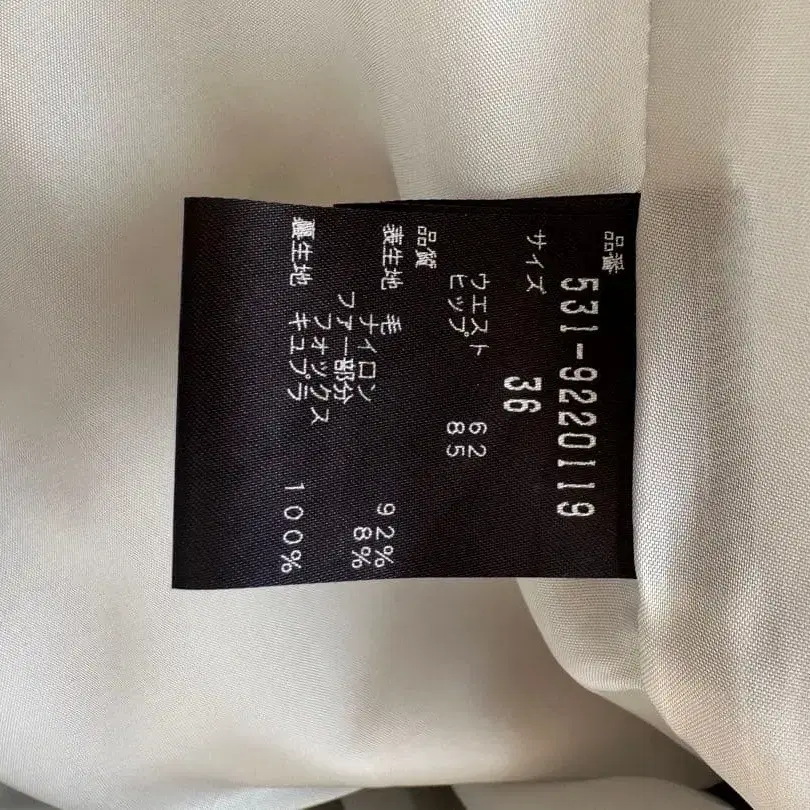 品番
531-9220119
サイズ 36
ウエスト 62
ヒップ 85
品質
表生地 毛 92%
ナイロン 8%
ファー部分
フォックス
裏生地 キュプラ 100%